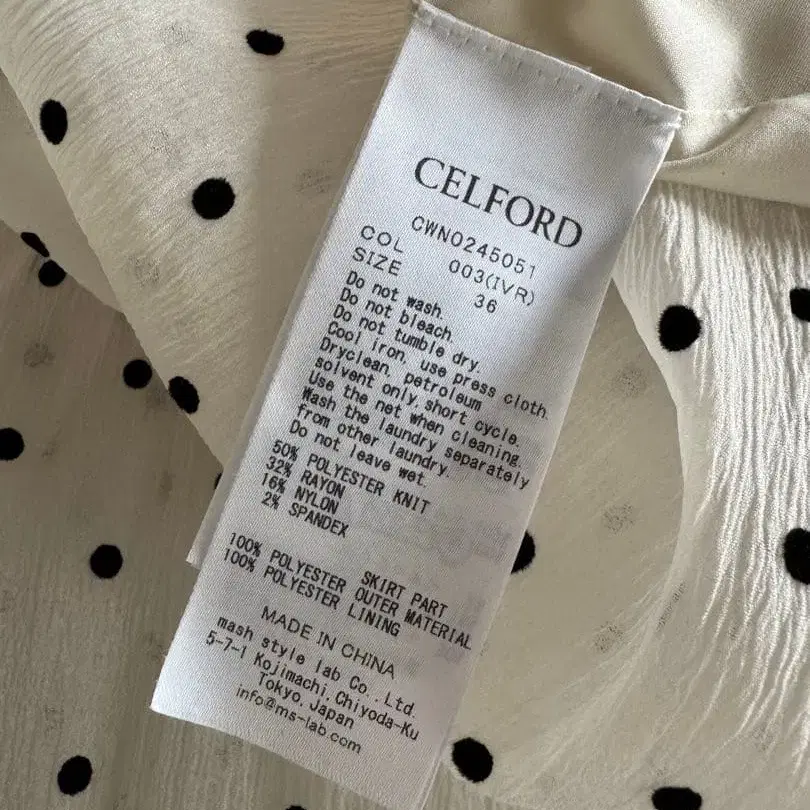 CELFORD
CWNO245051
COL 003(IVR)
SIZE 36
Do not wash.
Do not bleach.
Do not tumble dry.
Cool iron, use press cloth.
Dryclean, petroleum
solvent only, short cycle.
Use the net when cleaning.
Wash the laundry separately
from other laundry.
Do not leave wet.
50% POLYESTER KNIT
32% RAYON
16% NYLON
2% SPANDEX
SKIRT PART
100% POLYESTER OUTER MATERIAL
100% POLYESTER LINING
MADE IN CHINA
mash style lab Co.,Ltd.
5-7-1 Kojimachi,Chiyoda-Ku
Tokyo,Japan
info@ms-lab.com